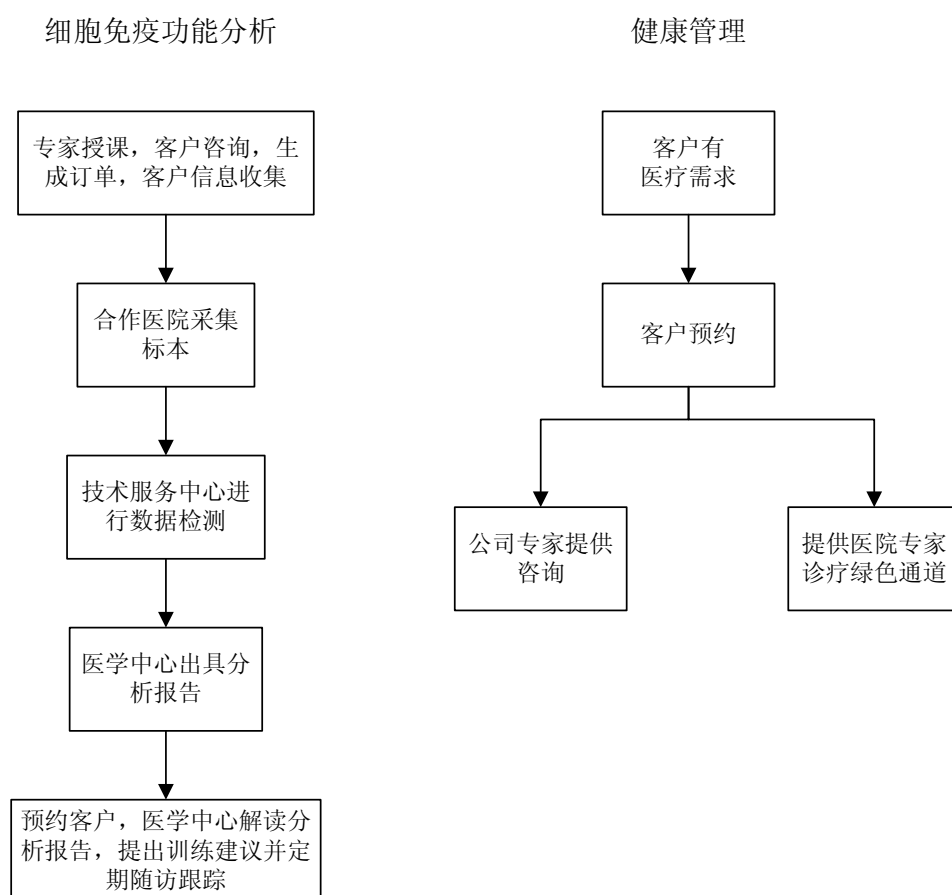 细胞免疫功能分析
专家授课，客户咨询，生
成订单，客户信息收集
合作医院采集
标本
技术服务中心进
行数据检测
医学中心出具分
析报告
预约客户，医学中心解读分
析报告，提出训练建议并定
期随访跟踪
健康管理
客户有
医疗需求
客户预约
公司专家提供
咨询
提供医院专家
诊疗绿色通道